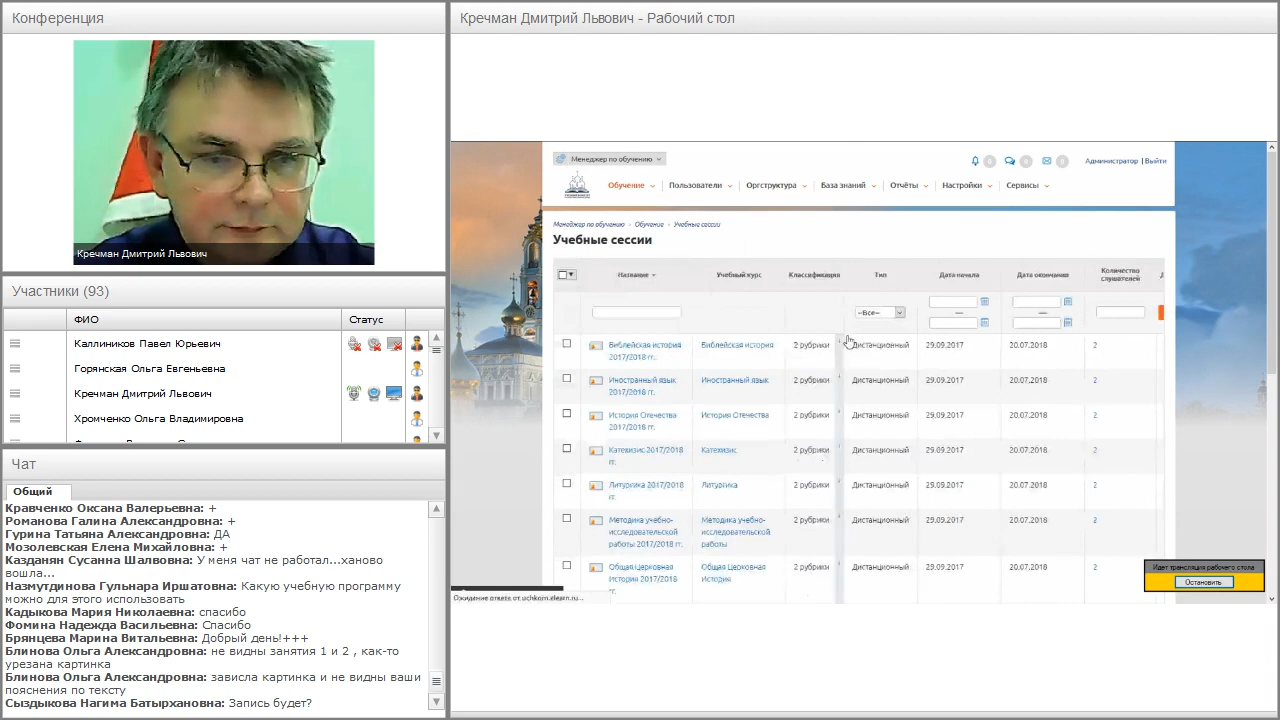 Конференция
Кречман Дмитрий Львович
Участники (93)
ФИО Статус
Каллиников Павел Юрьевич
Горянская Ольга Евгеньевна
Кречман Дмитрий Львович
Хромченко Ольга Владимировна
Чат
Общий
Кравченко Оксана Валерьевна: +
Романова Галина Александровна: +
Гурина Татьяна Александровна: ДА
Мозолевская Елена Михайловна: +
Казданян Сусанна Шалвовна: У меня чат не работал...ханово
вошла...
Нажмутдинова Гульнара Иршатовна: Какую учебную программу
можно для этого использовать
Кадыкова Мария Николаевна: спасибо
Фомина Надежда Васильевна: Спасибо
Брянцева Марина Витальевна: Добрый день!+++
Блинова Ольга Александровна: не видны занятия 1 и 2 , как-то
урезана картинка
Блинова Ольга Александровна: зависла картинка и не видны ваши
пояснения по тексту
Сыздыкова Нагима Батырхановна: Запись будет?
Кречман Дмитрий Львович - Рабочий стол
Менеджер по обучению
0 0 0 Администратор | Выйти
Обучение Пользователи Оргструктура База знаний Отчёты Настройки Сервисы
Менеджер по обучению Обучение Учебные сессии
Учебные сессии
Название Учебный курс Классификация Тип Дата начала Дата окончания Количество
слушателей
--Все--
Библейская история
2017/2018 гг. Библейская история 2 рубрики Дистанционный 29.09.2017 20.07.2018 2
Иностранный язык
2017/2018 гг. Иностранный язык 2 рубрики Дистанционный 29.09.2017 20.07.2018 2
История Отечества
2017/2018 гг. История Отечества 2 рубрики Дистанционный 29.09.2017 20.07.2018 2
Катехизис 2017/2018
гг. Катехизис 2 рубрики Дистанционный 29.09.2017 20.07.2018 2
Литургика 2017/2018
гг. Литургика 2 рубрики Дистанционный 29.09.2017 20.07.2018 2
Методика учебно-
исследовательской
работы 2017/2018 гг. Методика учебно-
исследовательской
работы 2 рубрики Дистанционный 29.09.2017 20.07.2018 2
Общая Церковная
История 2017/2018
гг. Общая Церковная
История 2 рубрики Дистанционный 29.09.2017 20.07.2018 2
Идет трансляция рабочего стола
Остановить
Ожидание ответа от uchkom.elearn.ru...